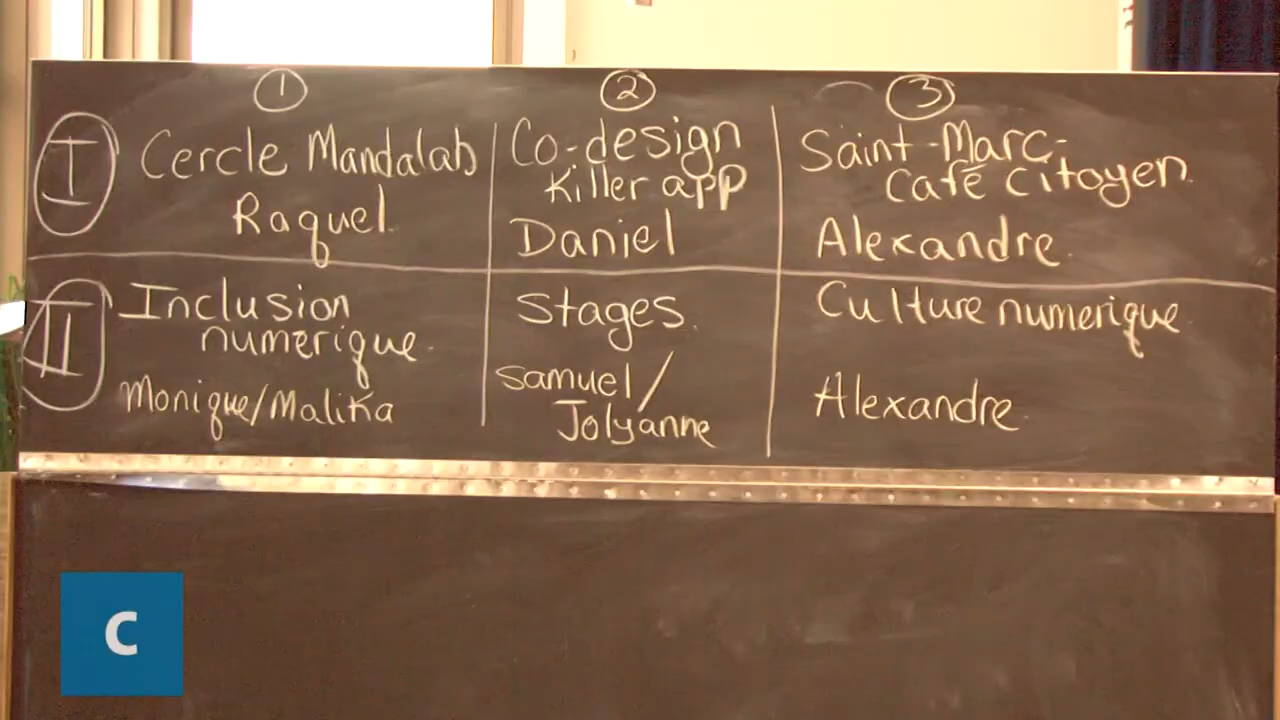 1 2 3
I
Cercle Mandalab
Raquel.
Co-design
Killer app
Daniel
Saint-Marc-
Café citoyen.
Alexandre.
II
Inclusion
numerique.
Monique/Malika
Stages.
Samuel/
Jolyanne
Culture numerique
Alexandre.
C